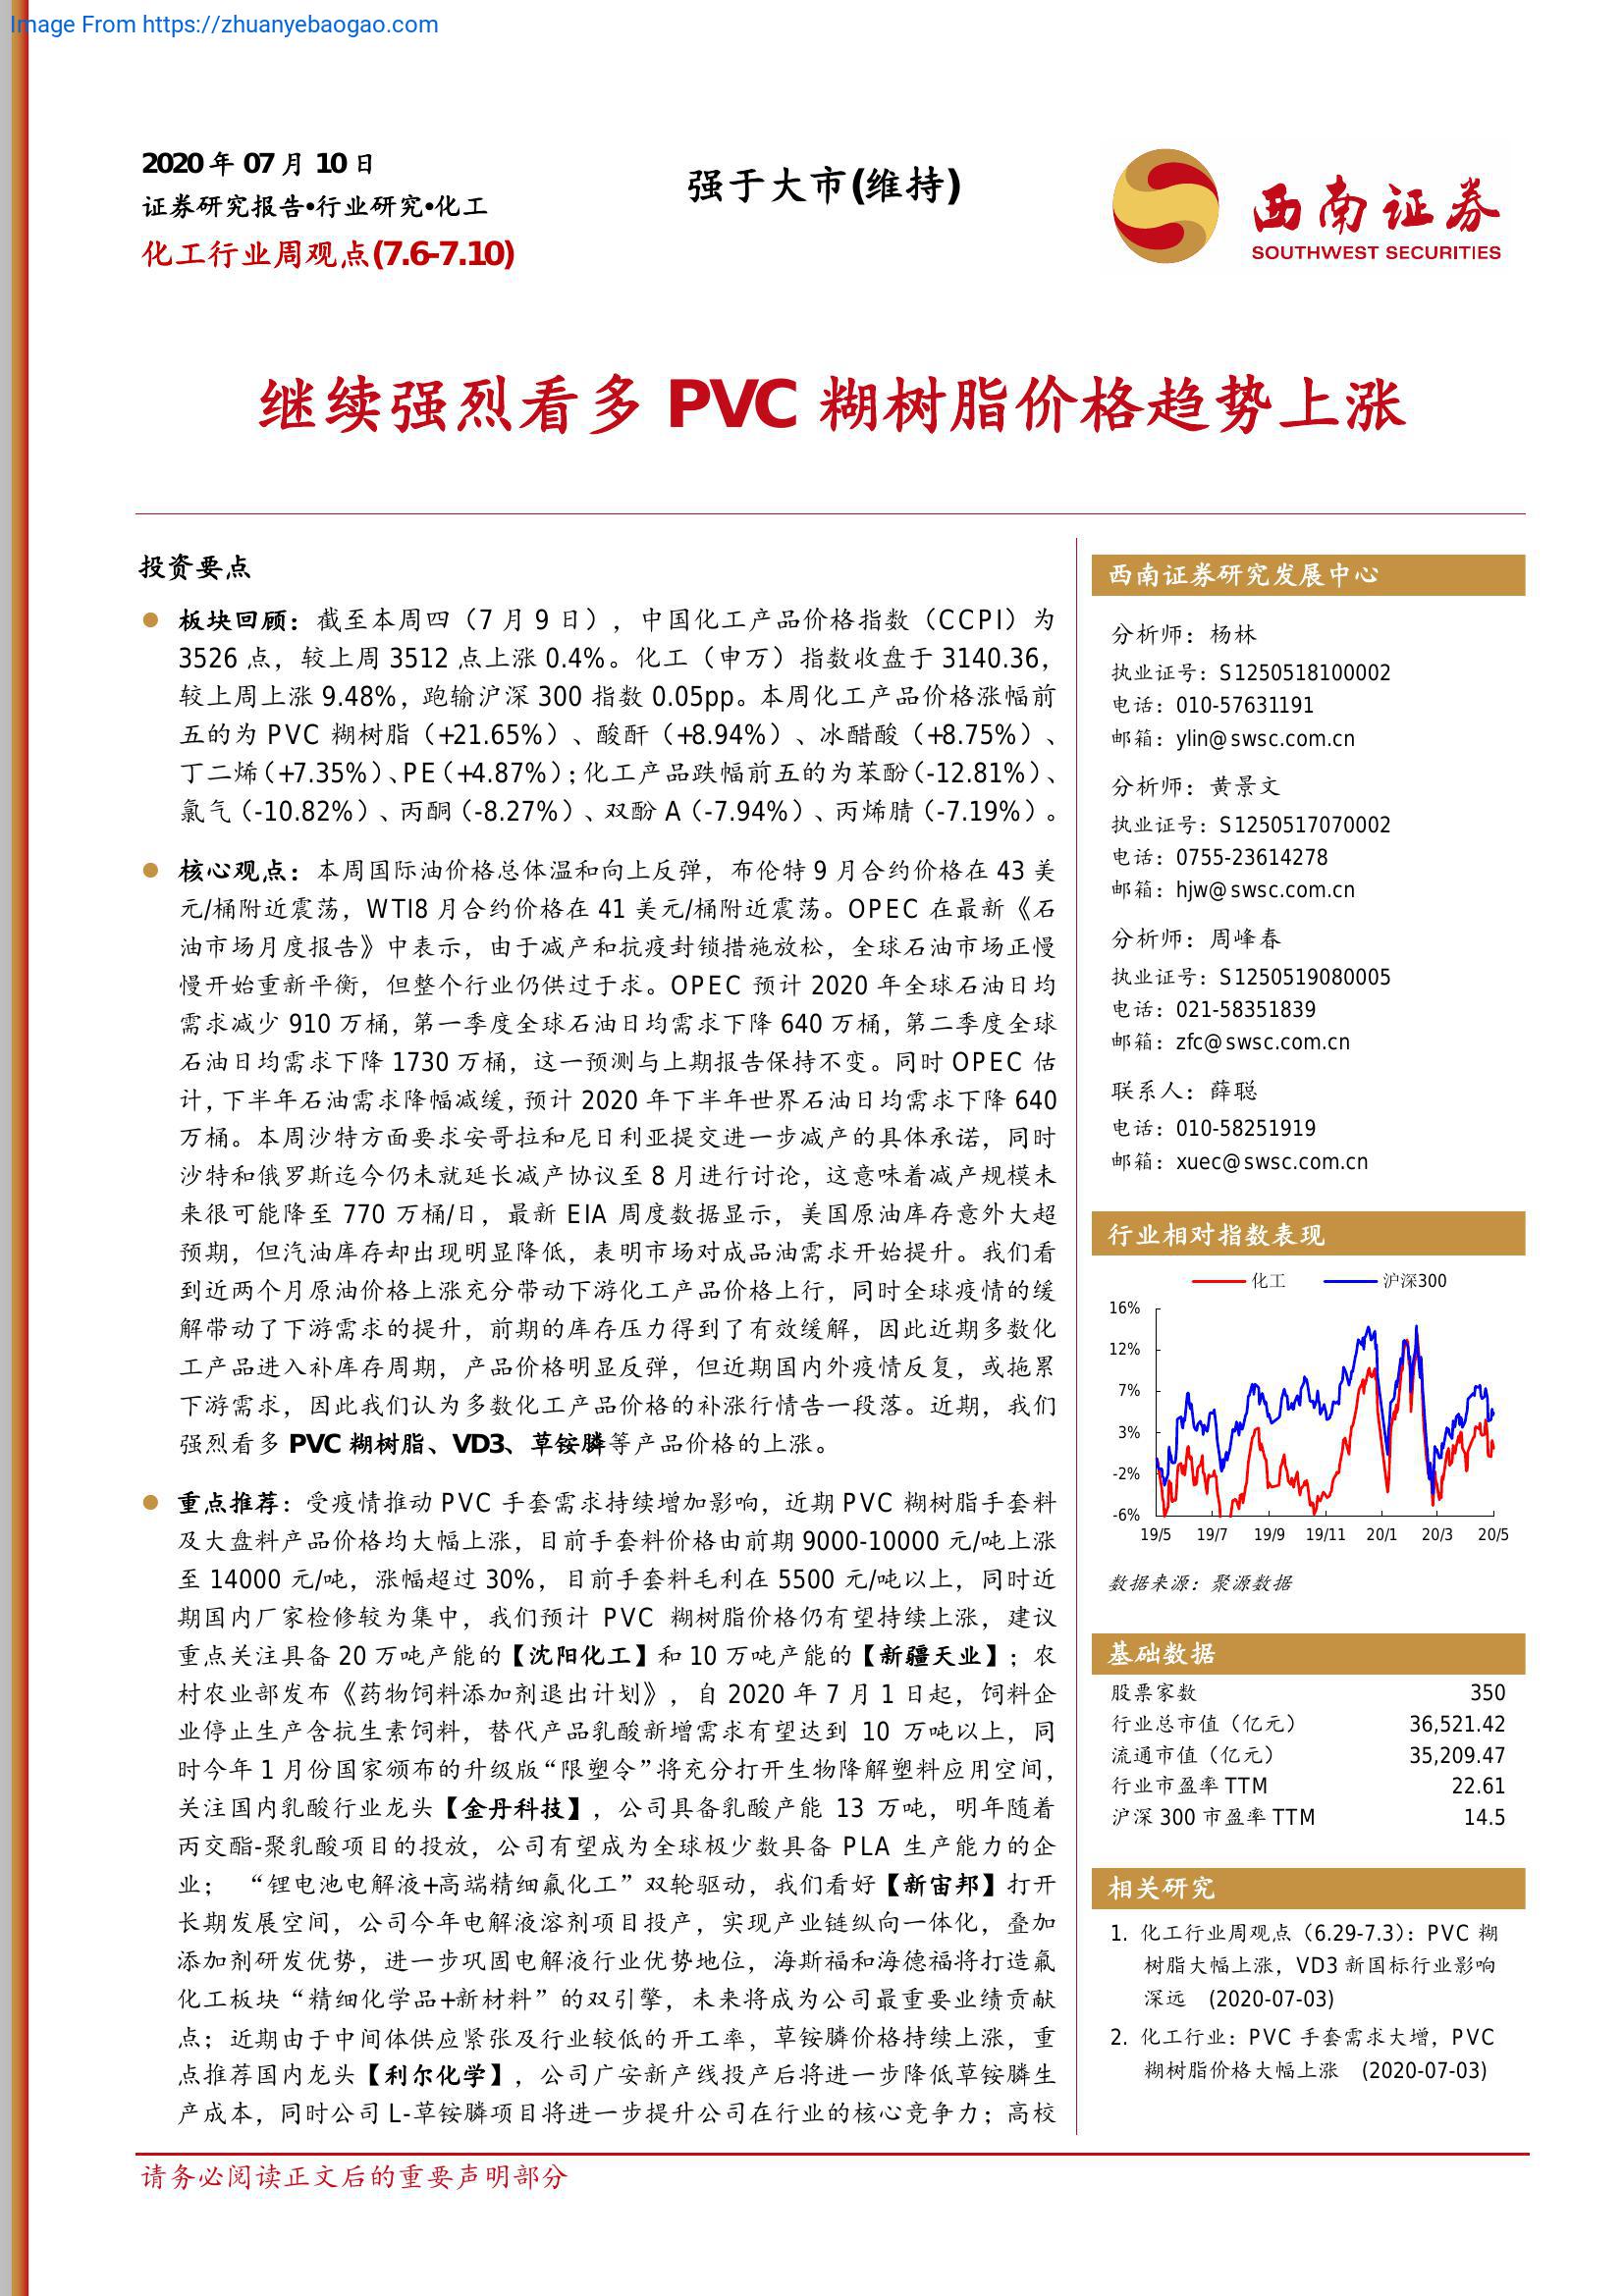 Image From https://zhuanyebaogao.com
2020 年 07 月 10 日
证券研究报告•行业研究•化工
化工行业周观点(7.6-7.10)
强于大市(维持)
西南证券
SOUTHWEST SECURITIES
继续强烈看多 PVC 糊树脂价格趋势上涨
投资要点
板块回顾：截至本周四（7 月 9 日），中国化工产品价格指数（CCPI）为
3526 点，较上周 3512 点上涨 0.4%。化工（申万）指数收盘于 3140.36，
较上周上涨 9.48%，跑输沪深 300 指数 0.05pp。本周化工产品价格涨幅前
五的为 PVC 糊树脂（+21.65%）、酸酐（+8.94%）、冰醋酸（+8.75%）、
丁二烯（+7.35%）、PE（+4.87%）；化工产品跌幅前五的为苯酚（-12.81%）、
氯气（-10.82%）、丙酮（-8.27%）、双酚 A（-7.94%）、丙烯腈（-7.19%）。
核心观点：本周国际油价格总体温和向上反弹，布伦特 9 月合约价格在 43 美
元/桶附近震荡，WTI8 月合约价格在 41 美元/桶附近震荡。OPEC 在最新《石
油市场月度报告》中表示，由于减产和抗疫封锁措施放松，全球石油市场正慢
慢开始重新平衡，但整个行业仍供过于求。OPEC 预计 2020 年全球石油日均
需求减少 910 万桶，第一季度全球石油日均需求下降 640 万桶，第二季度全球
石油日均需求下降 1730 万桶，这一预测与上期报告保持不变。同时 OPEC 估
计，下半年石油需求降幅减缓，预计 2020 年下半年世界石油日均需求下降 640
万桶。本周沙特方面要求安哥拉和尼日利亚提交进一步减产的具体承诺，同时
沙特和俄罗斯迄今仍未就延长减产协议至 8 月进行讨论，这意味着减产规模未
来很可能降至 770 万桶/日，最新 EIA 周度数据显示，美国原油库存意外大超
预期，但汽油库存却出现明显降低，表明市场对成品油需求开始提升。我们看
到近两个月原油价格上涨充分带动下游化工产品价格上行，同时全球疫情的缓
解带动了下游需求的提升，前期的库存压力得到了有效缓解，因此近期多数化
工产品进入补库存周期，产品价格明显反弹，但近期国内外疫情反复，或拖累
下游需求，因此我们认为多数化工产品价格的补涨行情告一段落。近期，我们
强烈看多 PVC 糊树脂、VD3、草铵膦等产品价格的上涨。
重点推荐：受疫情推动 PVC 手套需求持续增加影响，近期 PVC 糊树脂手套料
及大盘料产品价格均大幅上涨，目前手套料价格由前期 9000-10000 元/吨上涨
至 14000 元/吨，涨幅超过 30%，目前手套料毛利在 5500 元/吨以上，同时近
期国内厂家检修较为集中，我们预计 PVC 糊树脂价格仍有望持续上涨，建议
重点关注具备 20 万吨产能的【沈阳化工】和 10 万吨产能的【新疆天业】；农
村农业部发布《药物饲料添加剂退出计划》，自 2020 年 7 月 1 日起，饲料企
业停止生产含抗生素饲料，替代产品乳酸新增需求有望达到 10 万吨以上，同
时今年 1 月份国家颁布的升级版“限塑令”将充分打开生物降解塑料应用空间，
关注国内乳酸行业龙头【金丹科技】，公司具备乳酸产能 13 万吨，明年随着
丙交酯-聚乳酸项目的投放，公司有望成为全球极少数具备 PLA 生产能力的企
业； “锂电池电解液+高端精细氟化工”双轮驱动，我们看好【新宙邦】打开
长期发展空间，公司今年电解液溶剂项目投产，实现产业链纵向一体化，叠加
添加剂研发优势，进一步巩固电解液行业优势地位，海斯福和海德福将打造氟
化工板块“精细化学品+新材料”的双引擎，未来将成为公司最重要业绩贡献
点；近期由于中间体供应紧张及行业较低的开工率，草铵膦价格持续上涨，重
点推荐国内龙头【利尔化学】，公司广安新产线投产后将进一步降低草铵膦生
产成本，同时公司 L-草铵膦项目将进一步提升公司在行业的核心竞争力；高校
西南证券研究发展中心
分析师：杨林
执业证号：S1250518100002
电话：010-57631191
邮箱：ylin@swsc.com.cn
分析师：黄景文
执业证号：S1250517070002
电话：0755-23614278
邮箱：hjw@swsc.com.cn
分析师：周峰春
执业证号：S1250519080005
电话：021-58351839
邮箱：zfc@swsc.com.cn
联系人：薛聪
电话：010-58251919
邮箱：xuec@swsc.com.cn
行业相对指数表现
化工 沪深300
16%
12%
7%
3%
-2%
-6%
19/5 19/7 19/9 19/11 20/1 20/3 20/5
数据来源：聚源数据
基础数据
股票家数 350
行业总市值（亿元） 36,521.42
流通市值（亿元） 35,209.47
行业市盈率 TTM 22.61
沪深 300 市盈率 TTM 14.5
相关研究
1. 化工行业周观点（6.29-7.3）：PVC 糊
树脂大幅上涨，VD3 新国标行业影响
深远 (2020-07-03)
2. 化工行业：PVC 手套需求大增，PVC
糊树脂价格大幅上涨 (2020-07-03)
请务必阅读正文后的重要声明部分